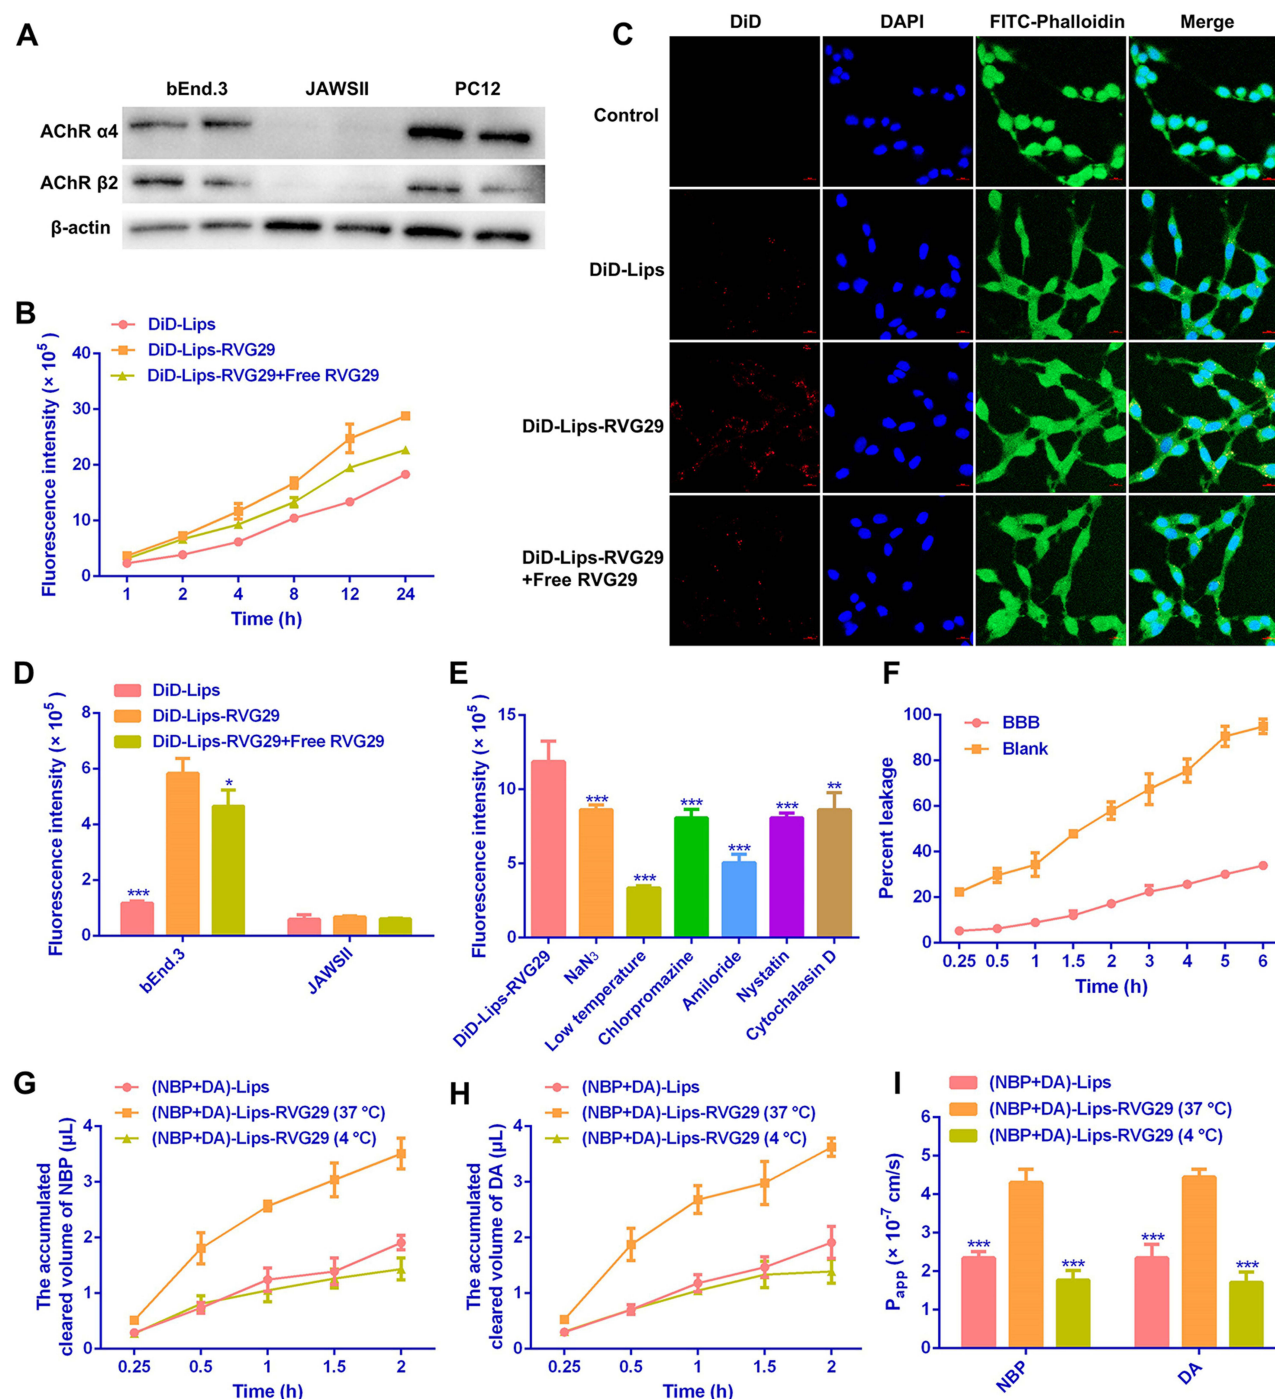 A
bEnd.3 JAWSII PC12
AChR α4
AChR β2
β-actin
B
DiD-Lips
DiD-Lips-RVG29
DiD-Lips-RVG29+Free RVG29
Fluorescence intensity (× 10⁵)
40
30
20
10
0
1 2 4 8 12 24
Time (h)
C
DiD DAPI FITC-Phalloidin Merge
Control
DiD-Lips
DiD-Lips-RVG29
DiD-Lips-RVG29
+Free RVG29
D
DiD-Lips
DiD-Lips-RVG29
DiD-Lips-RVG29+Free RVG29
Fluorescence intensity (× 10⁵)
8
6
4
2
0
***
*
bEnd.3 JAWSII
E
Fluorescence intensity (× 10⁵)
15
10
5
0
*** *** *** *** *** **
DiD-Lips-RVG29 NaN₃ Low temperature Chlorpromazine Amiloride Nystatin Cytochalasin D
F
BBB
Blank
Percent leakage
100
80
60
40
20
0
0.25 0.5 1 1.5 2 3 4 5 6
Time (h)
G
(NBP+DA)-Lips
(NBP+DA)-Lips-RVG29 (37 °C)
(NBP+DA)-Lips-RVG29 (4 °C)
The accumulated
cleared volume of NBP (μL)
4
3
2
1
0
0.25 0.5 1 1.5 2
Time (h)
H
(NBP+DA)-Lips
(NBP+DA)-Lips-RVG29 (37 °C)
(NBP+DA)-Lips-RVG29 (4 °C)
The accumulated
cleared volume of DA (μL)
4
3
2
1
0
0.25 0.5 1 1.5 2
Time (h)
I
(NBP+DA)-Lips
(NBP+DA)-Lips-RVG29 (37 °C)
(NBP+DA)-Lips-RVG29 (4 °C)
Papp (× 10⁻⁷ cm/s)
6
5
4
3
2
1
0
*** *** *** ***
NBP DA